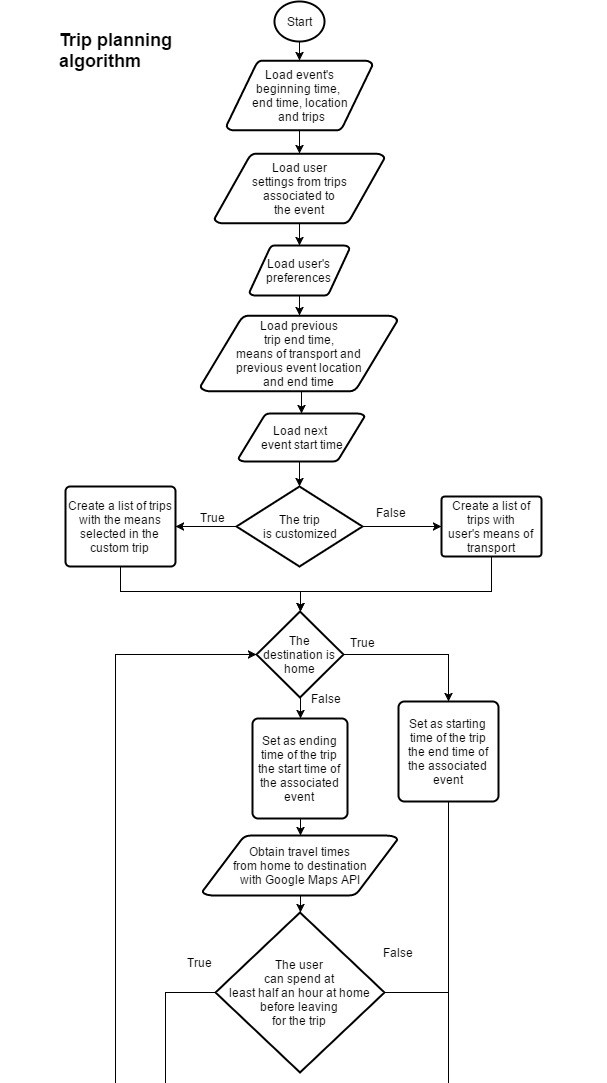 Start
Trip planning
algorithm
Load event's
beginning time,
end time, location
and trips
Load user
settings from trips
associated to
the event
Load user's
preferences
Load previous
trip end time,
means of transport and
previous event location
and end time
Load next
event start time
The trip
is customized
True
False
Create a list of trips
with the means
selected in the
custom trip
Create a list of
trips with
user's means of
transport
The
destination is
home
True
False
Set as ending
time of the trip
the start time of
the associated
event
Set as starting
time of the trip
the end time of
the associated
event
Obtain travel times
from home to destination
with Google Maps API
The user
can spend at
least half an hour at home
before leaving
for the trip
True
False